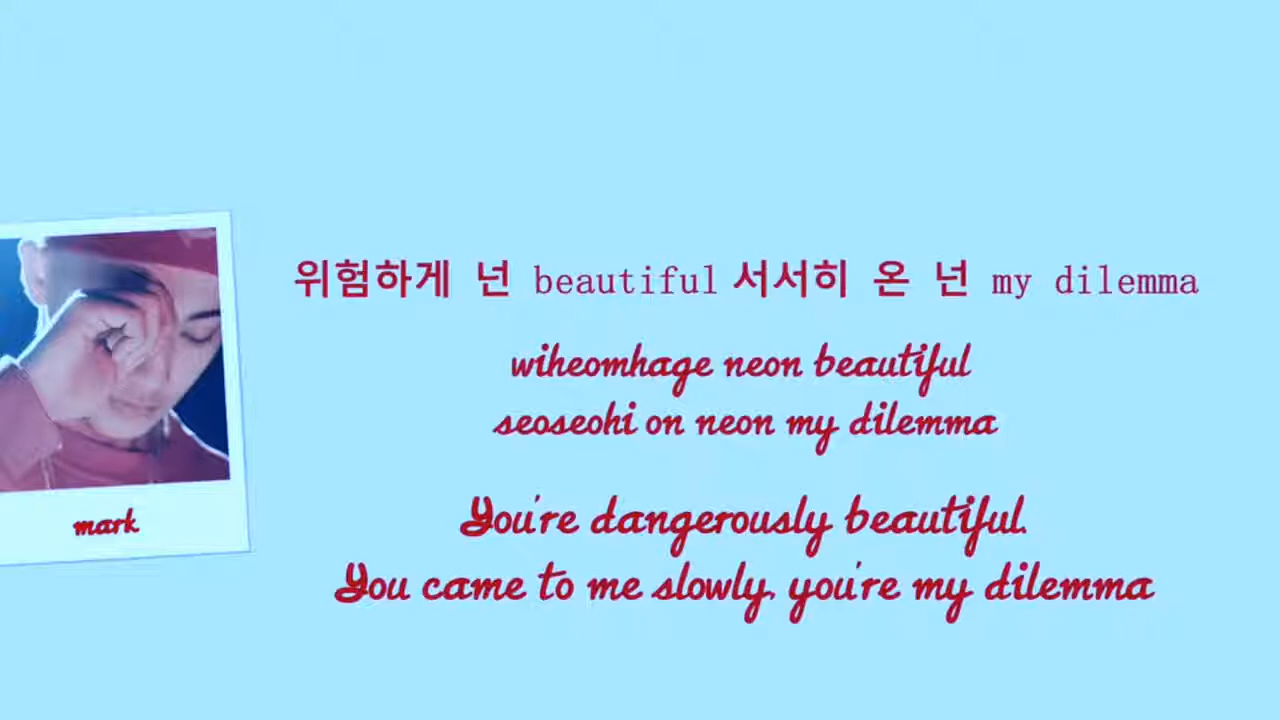 위험하게 넌 beautiful 서서히 온 넌 my dilemma
wiheomhage neon beautiful
seoseohi on neon my dilemma
You're dangerously beautiful.
You came to me slowly, you're my dilemma
mark